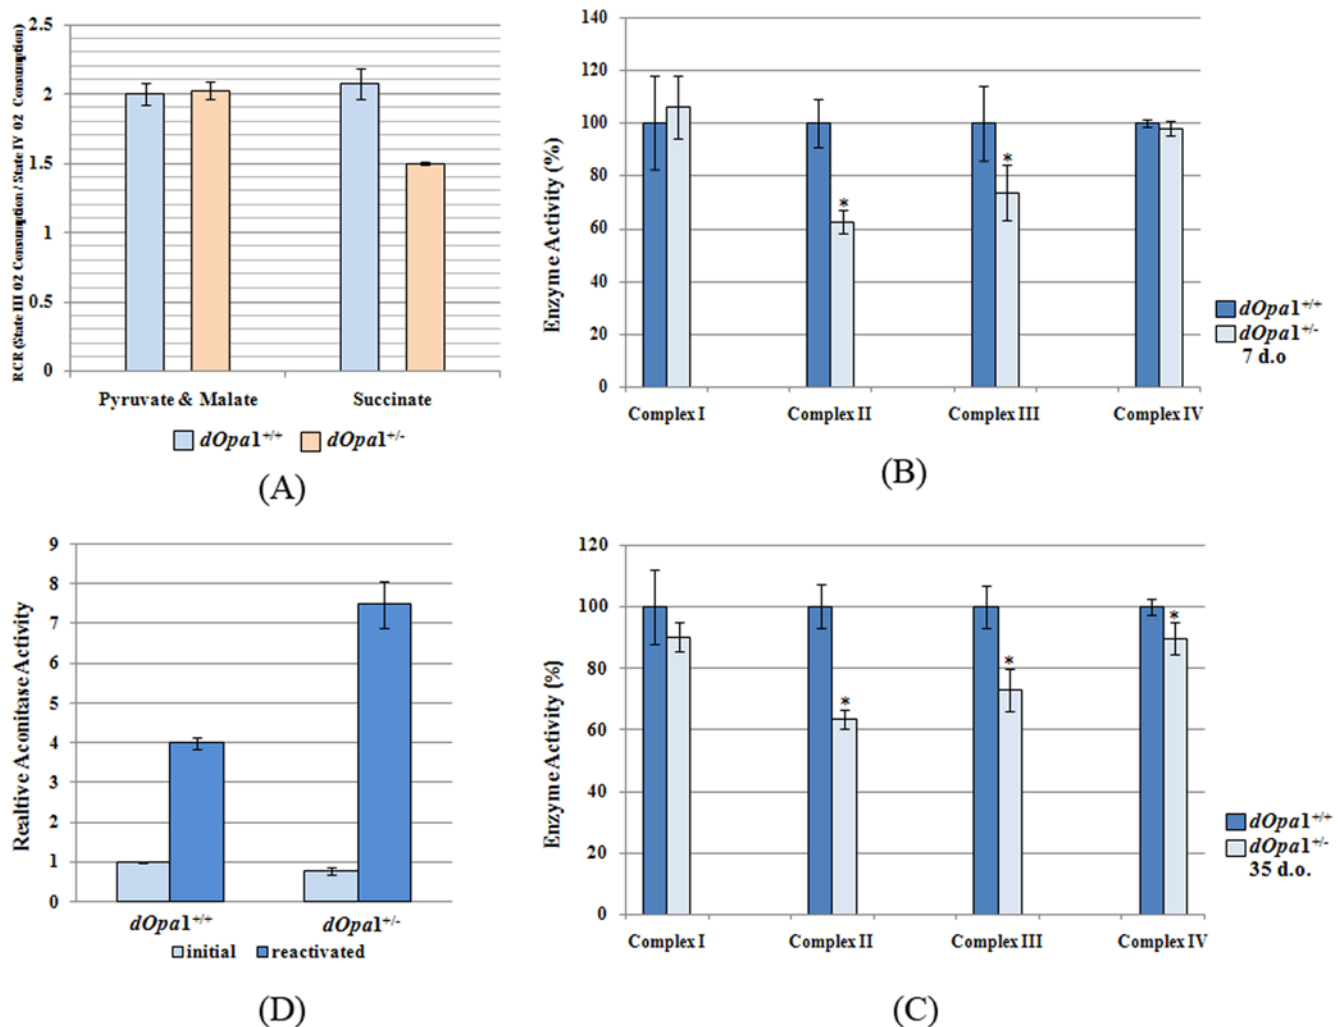 RCR (State III O2 Consumption / State IV O2 Consumption)
2.5
2
1.5
1
0.5
0
Pyruvate & Malate Succinate
dOpa1+/+ dOpa1+/-
(A)
Enzyme Activity (%)
140
120
100
80
60
40
20
0
* *
Complex I Complex II Complex III Complex IV
dOpa1+/+
dOpa1+/-
7 d.o
(B)
Realtive Aconitase Activity
9
8
7
6
5
4
3
2
1
0
dOpa1+/+ dOpa1+/-
initial reactivated
(D)
Enzyme Activity (%)
120
100
80
60
40
20
0
* * *
Complex I Complex II Complex III Complex IV
dOpa1+/+
dOpa1+/-
35 d.o.
(C)